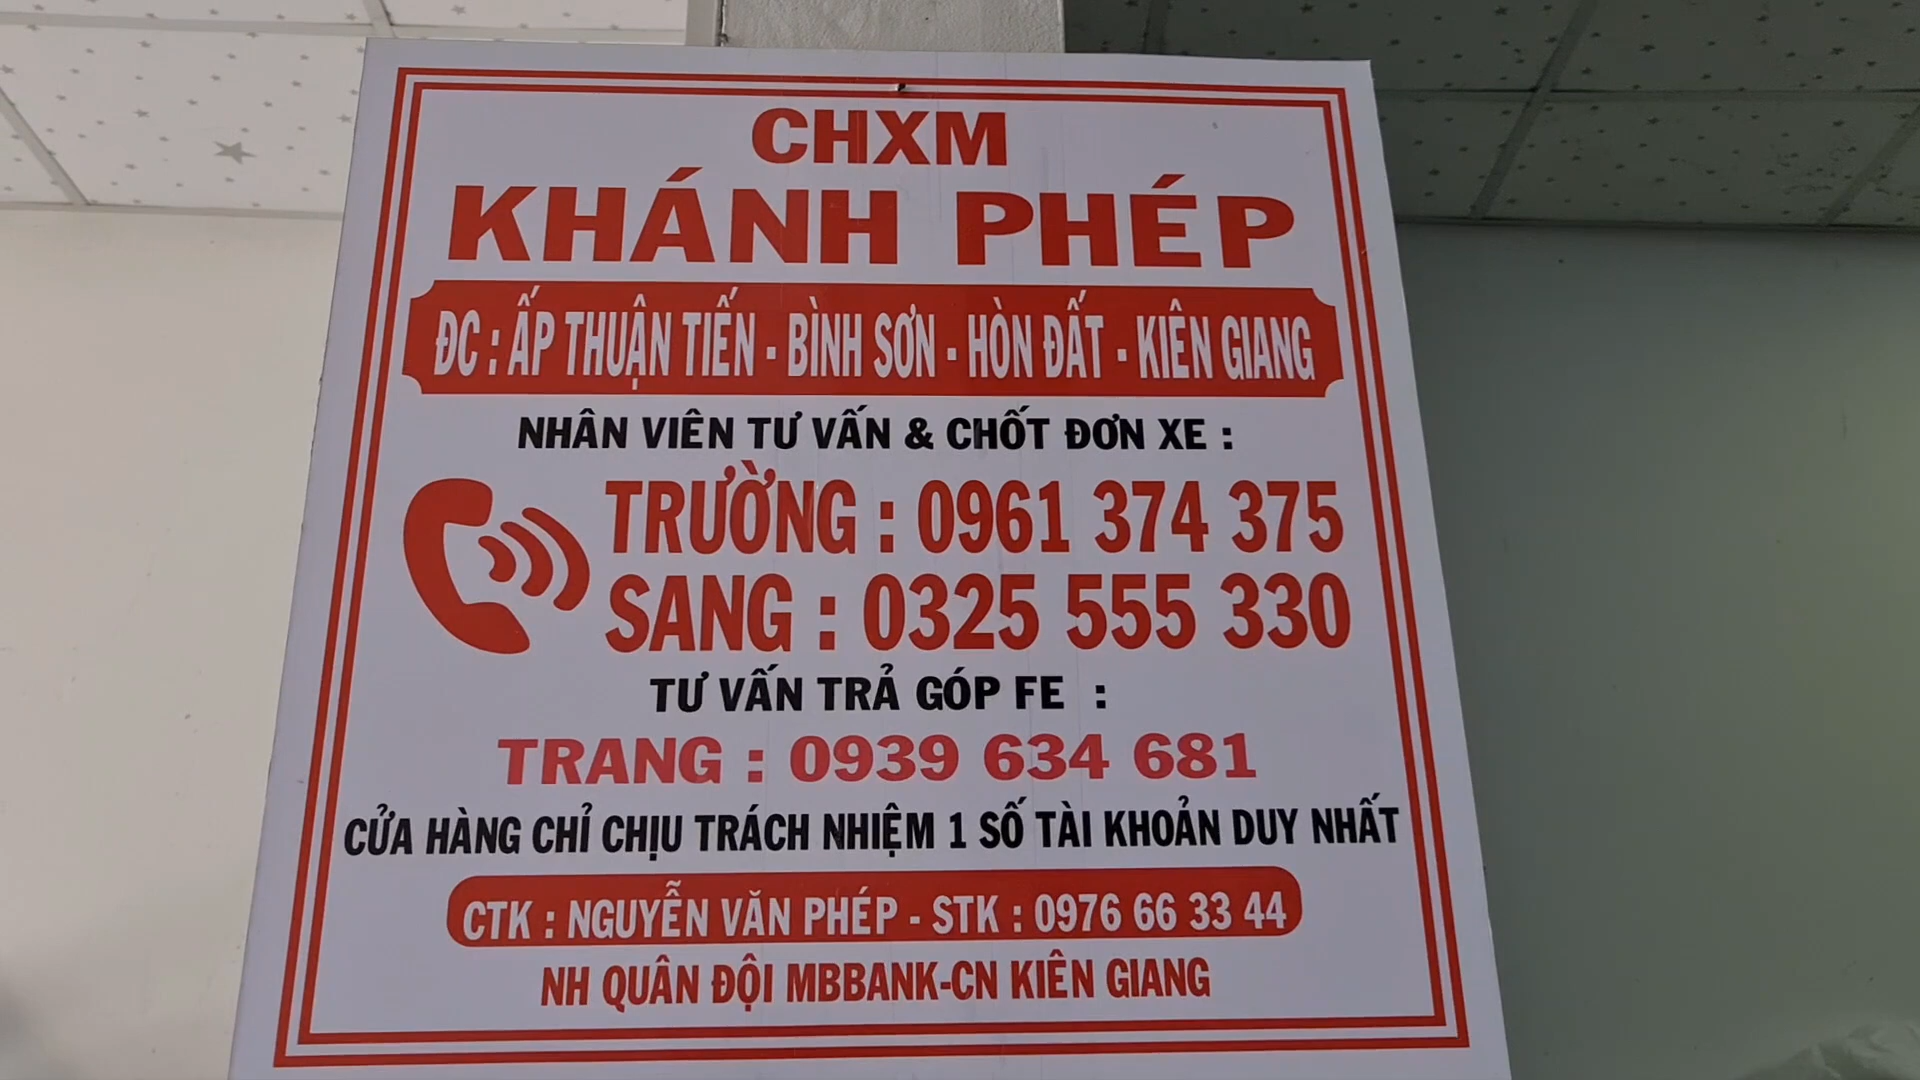 CHXM
KHÁNH PHÉP
ĐC : ẤP THUẬN TIẾN - BÌNH SƠN - HÒN ĐẤT - KIÊN GIANG
NHÂN VIÊN TƯ VẤN & CHỐT ĐƠN XE :
TRƯỜNG : 0961 374 375
SANG : 0325 555 330
TƯ VẤN TRẢ GÓP FE :
TRANG : 0939 634 681
CỬA HÀNG CHỈ CHỊU TRÁCH NHIỆM 1 SỐ TÀI KHOẢN DUY NHẤT
CTK : NGUYỄN VĂN PHÉP - STK : 0976 66 33 44
NH QUÂN ĐỘI MBBANK-CN KIÊN GIANG